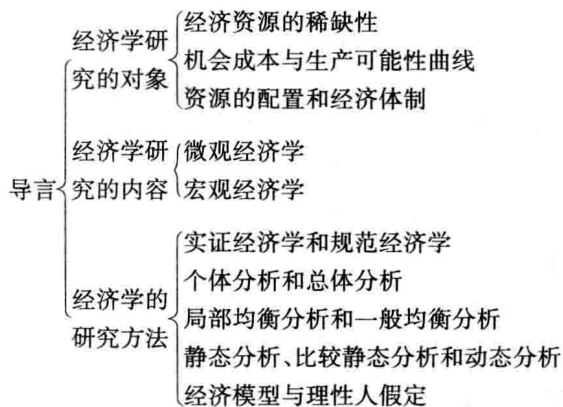 导言
经济学研
究的对象
经济资源的稀缺性
机会成本与生产可能性曲线
资源的配置和经济体制
经济学研
究的内容
微观经济学
宏观经济学
经济学的
研究方法
实证经济学和规范经济学
个体分析和总体分析
局部均衡分析和一般均衡分析
静态分析、比较静态分析和动态分析
经济模型与理性人假定